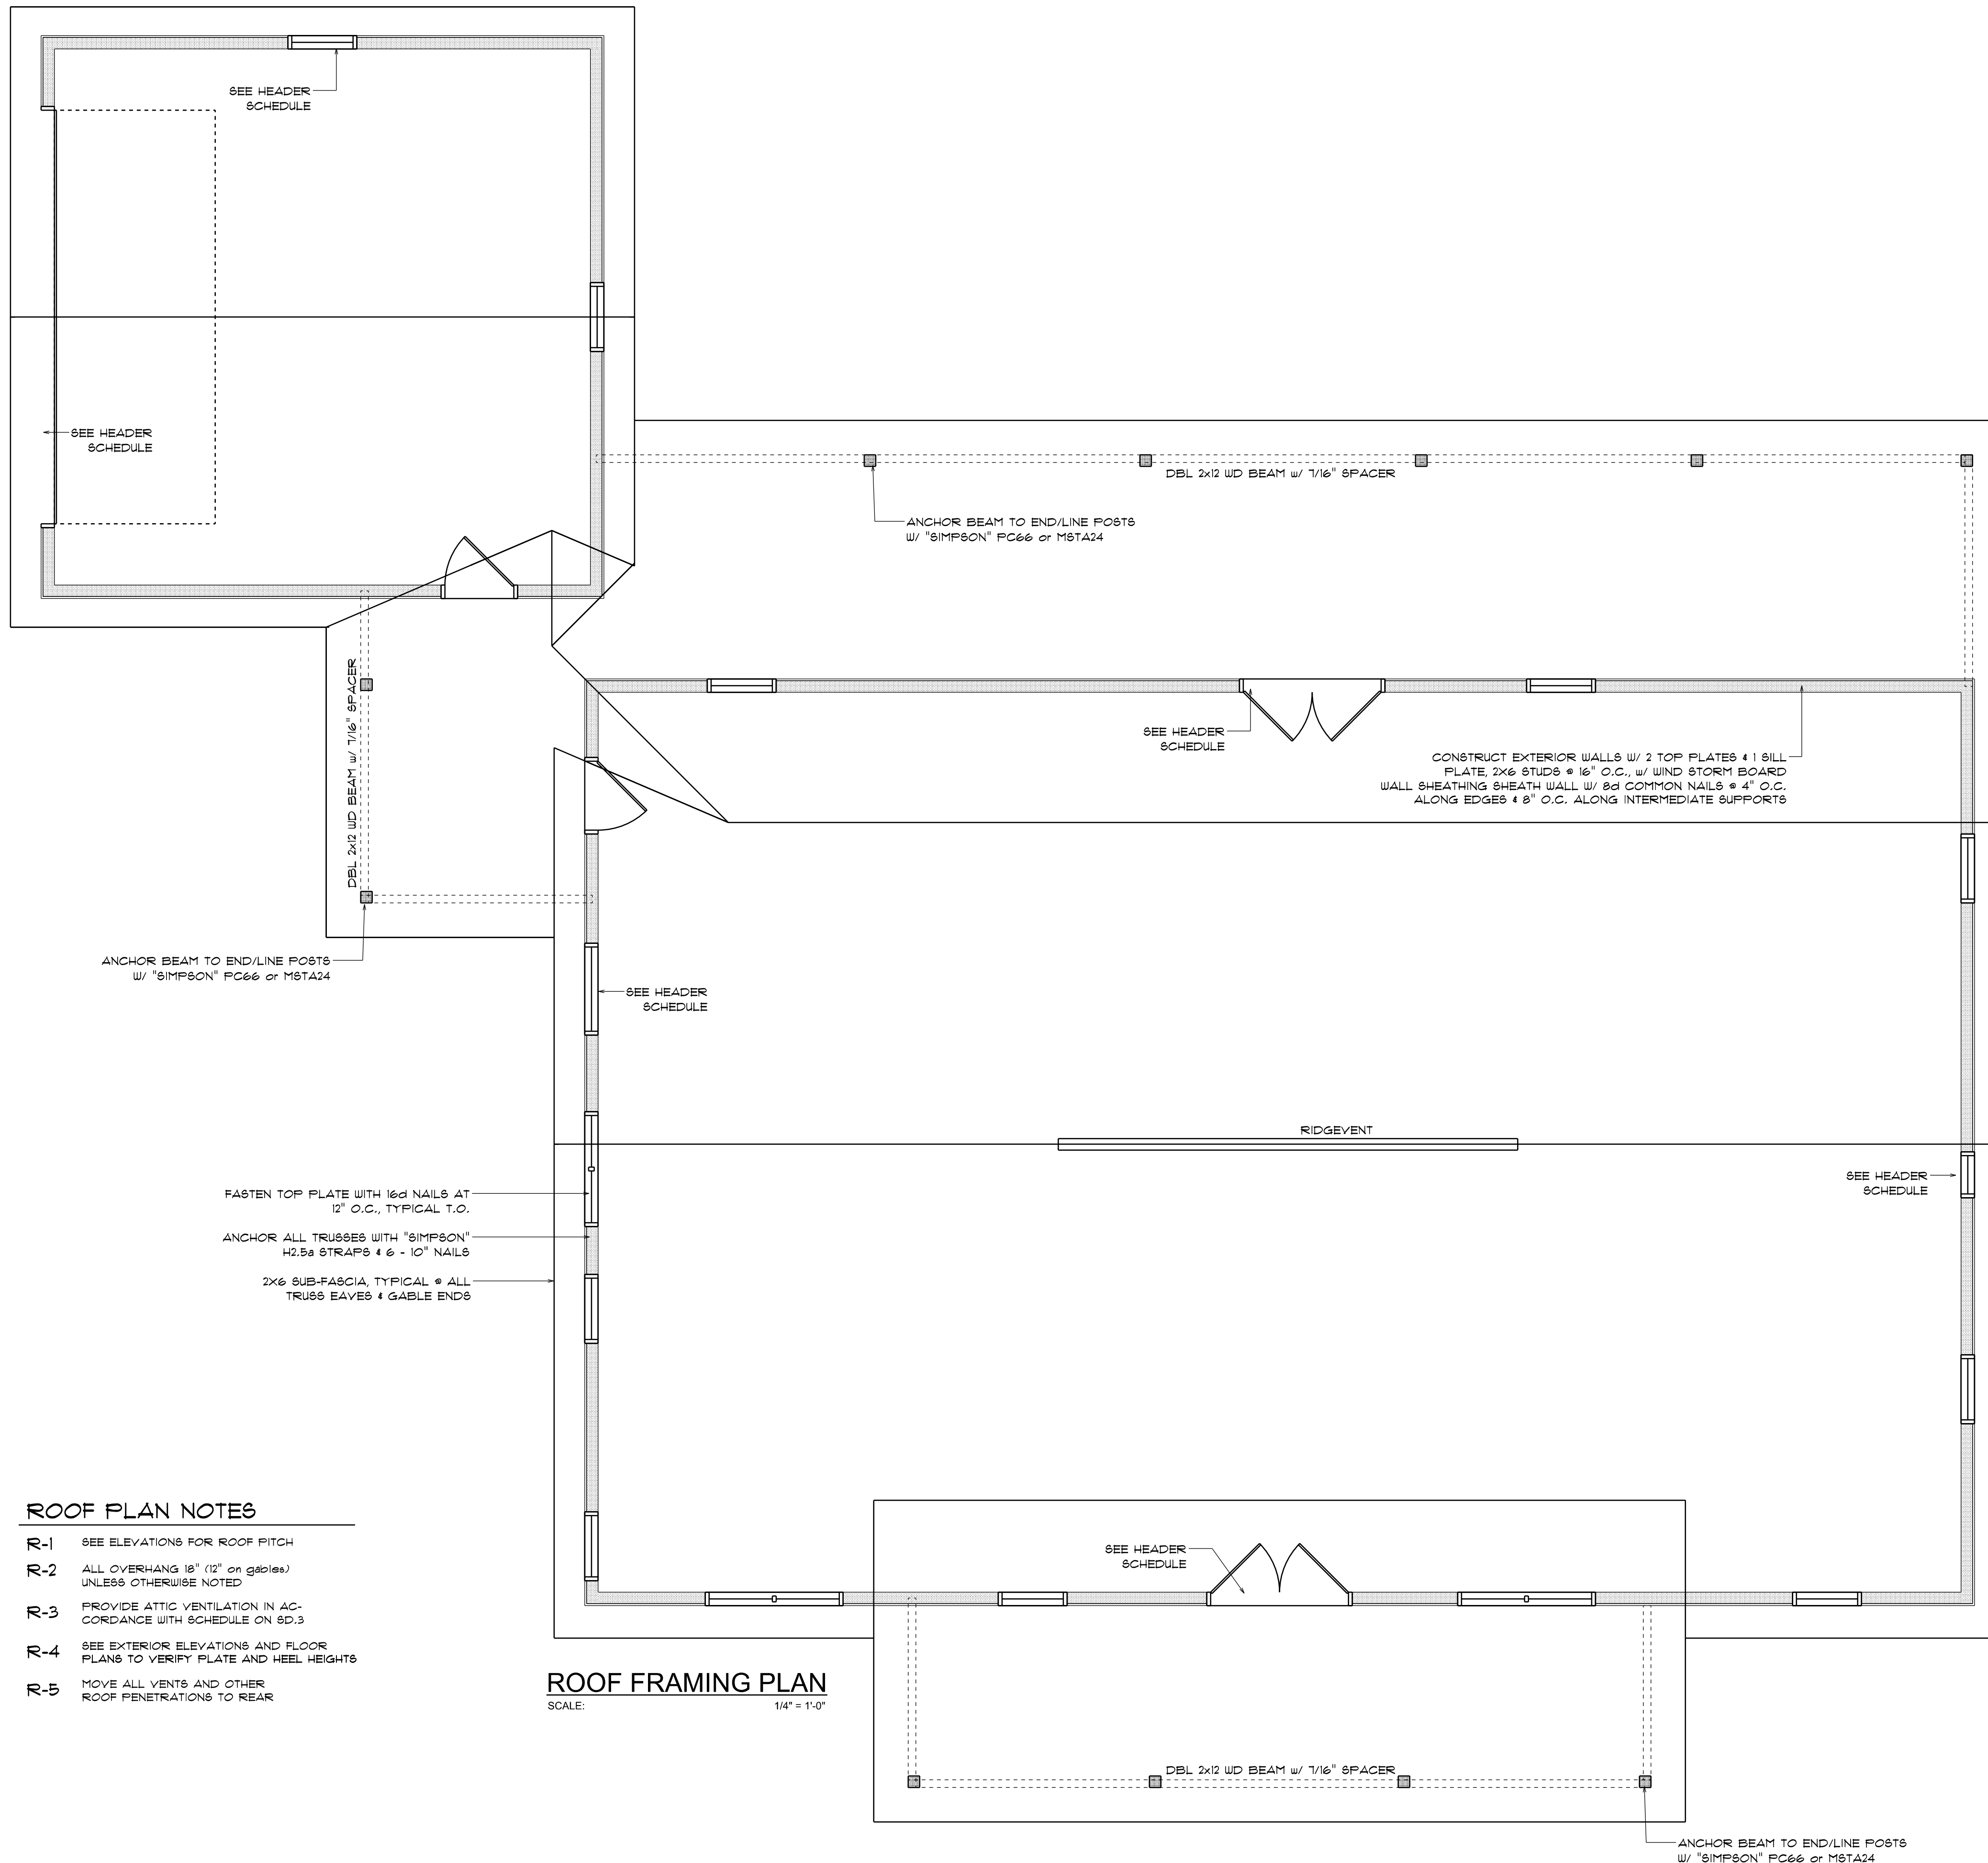 SEE HEADER
SCHEDULE
SEE HEADER
SCHEDULE
DBL 2x12 WD BEAM w/ 7/16" SPACER
ANCHOR BEAM TO END/LINE POSTS
W/ "SIMPSON" PC66 or MSTA24
DBL 2x12 WD BEAM w/ 7/16" SPACER
SEE HEADER
SCHEDULE
CONSTRUCT EXTERIOR WALLS W/ 2 TOP PLATES & 1 SILL
PLATE, 2X6 STUDS @ 16" O.C., w/ WIND STORM BOARD
WALL SHEATHING SHEATH WALL W/ 8d COMMON NAILS @ 4" O.C.
ALONG EDGES & 8" O.C. ALONG INTERMEDIATE SUPPORTS
ANCHOR BEAM TO END/LINE POSTS
W/ "SIMPSON" PC66 or MSTA24
SEE HEADER
SCHEDULE
RIDGEVENT
SEE HEADER
SCHEDULE
FASTEN TOP PLATE WITH 16d NAILS AT
12" O.C., TYPICAL T.O.
ANCHOR ALL TRUSSES WITH "SIMPSON"
H2.5a STRAPS & 6 - 10" NAILS
2X6 SUB-FASCIA, TYPICAL @ ALL
TRUSS EAVES & GABLE ENDS
ROOF PLAN NOTES
R-1 SEE ELEVATIONS FOR ROOF PITCH
R-2 ALL OVERHANG 18" (12" on gables)
UNLESS OTHERWISE NOTED
R-3 PROVIDE ATTIC VENTILATION IN AC-
CORDANCE WITH SCHEDULE ON SD.3
R-4 SEE EXTERIOR ELEVATIONS AND FLOOR
PLANS TO VERIFY PLATE AND HEEL HEIGHTS
R-5 MOVE ALL VENTS AND OTHER
ROOF PENETRATIONS TO REAR
SEE HEADER
SCHEDULE
ROOF FRAMING PLAN
SCALE: 1/4" = 1'-0"
DBL 2x12 WD BEAM w/ 7/16" SPACER
ANCHOR BEAM TO END/LINE POSTS
W/ "SIMPSON" PC66 or MSTA24